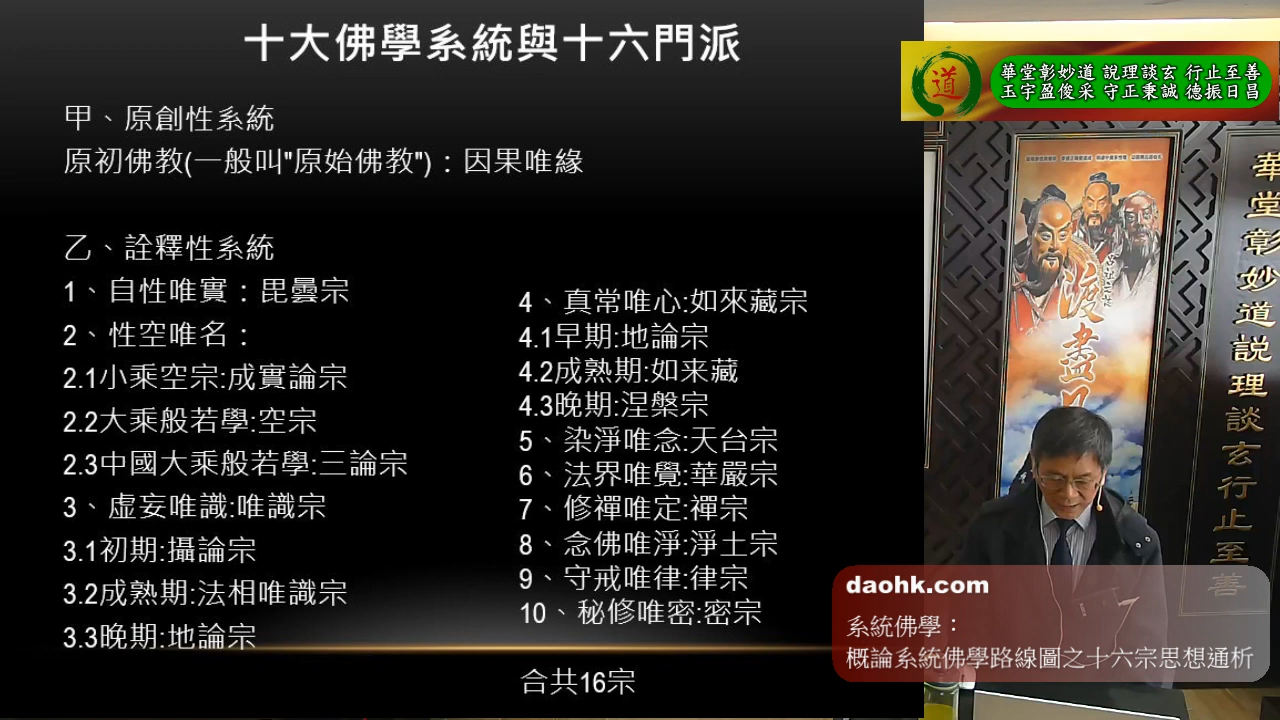 十大佛學系統與十六門派
甲、原創性系統
原初佛教(一般叫"原始佛教")：因果唯緣
乙、詮釋性系統
1、自性唯實：毘曇宗
2、性空唯名：
2.1小乘空宗:成實論宗
2.2大乘般若學:空宗
2.3中國大乘般若學:三論宗
3、虛妄唯識:唯識宗
3.1初期:攝論宗
3.2成熟期:法相唯識宗
3.3晚期:地論宗
4、真常唯心:如來藏宗
4.1早期:地論宗
4.2成熟期:如来藏
4.3晚期:涅槃宗
5、染淨唯念:天台宗
6、法界唯覺:華嚴宗
7、修禪唯定:禪宗
8、念佛唯淨:淨土宗
9、守戒唯律:律宗
10、秘修唯密:密宗
合共16宗
道
華堂彰妙道 說理談玄 行止至善
玉宇盈俊采 守正秉誠 德振日昌
渡盡
華堂彰妙道說理談玄行止至善
daohk.com
系統佛學：
概論系統佛學路線圖之十六宗思想通析